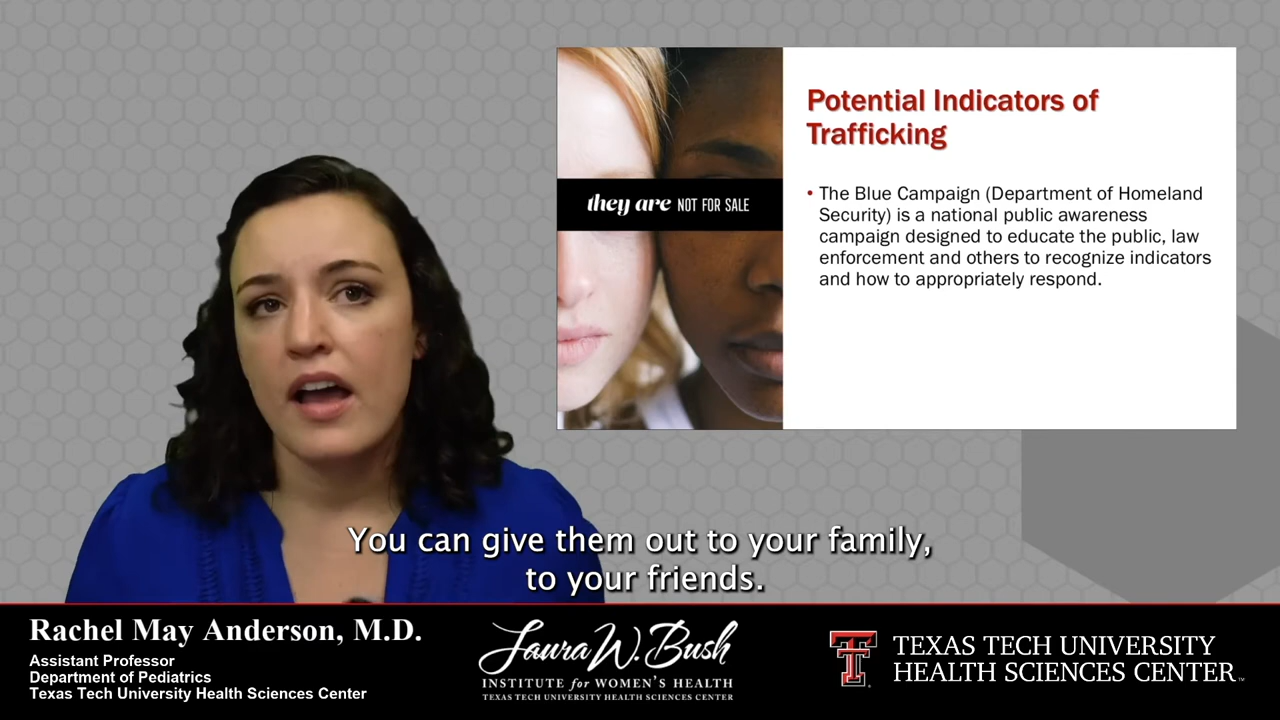 Potential Indicators of
Trafficking
they are NOT FOR SALE
• The Blue Campaign (Department of Homeland
Security) is a national public awareness
campaign designed to educate the public, law
enforcement and others to recognize indicators
and how to appropriately respond.
You can give them out to your family,
to your friends.
Rachel May Anderson, M.D.
Assistant Professor
Department of Pediatrics
Texas Tech University Health Sciences Center
Laura W. Bush
INSTITUTE for WOMEN'S HEALTH
TEXAS TECH UNIVERSITY HEALTH SCIENCES CENTER
TEXAS TECH UNIVERSITY
HEALTH SCIENCES CENTER™